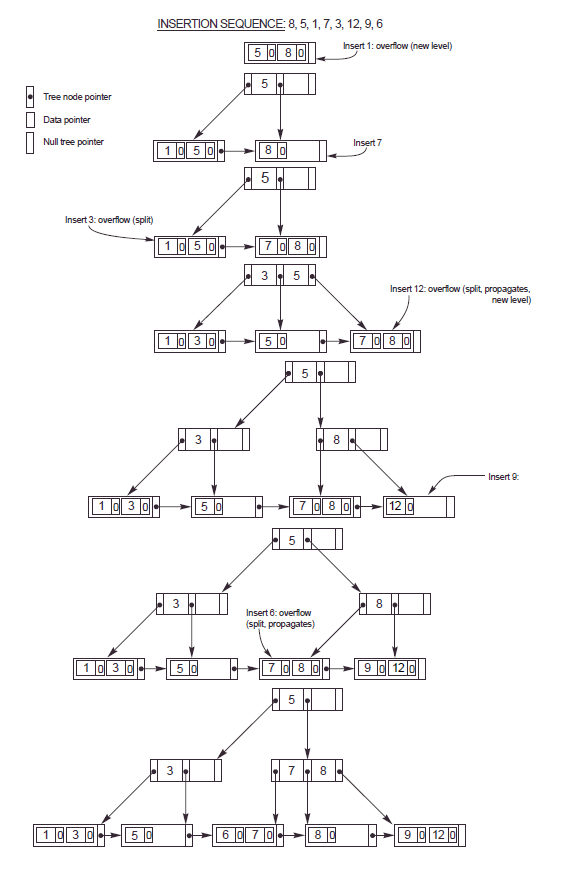 INSERTION SEQUENCE: 8, 5, 1, 7, 3, 12, 9, 6
5 0 8 0
Insert 1: overflow (new level)
5
Tree node pointer
Data pointer
Null tree pointer
1 0 5 0
8 0
Insert 7
5
Insert 3: overflow (split)
1 0 5 0
7 0 8 0
3 5
Insert 12: overflow (split, propagates,
new level)
1 0 3 0
5 0
7 0 8 0
5
3
8
Insert 9:
1 0 3 0
5 0
7 0 8 0
12 0
5
3
8
Insert 6: overflow
(split, propagates)
1 0 3 0
5 0
7 0 8 0
9 0 12 0
5
3
7 8
1 0 3 0
5 0
6 0 7 0
8 0
9 0 12 0